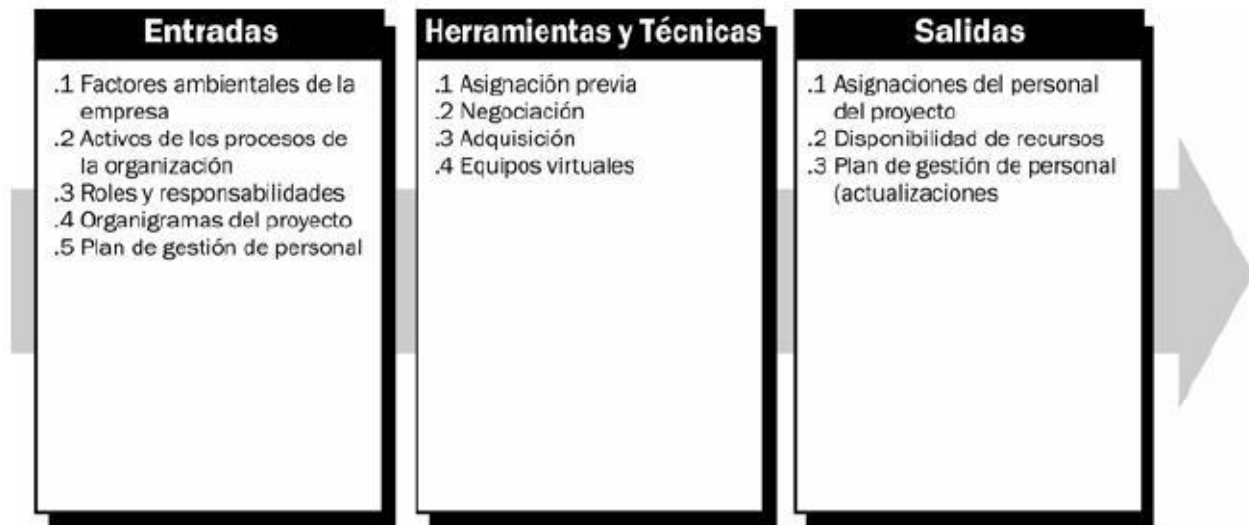 Entradas
.1 Factores ambientales de la
empresa
.2 Activos de los procesos de
la organización
.3 Roles y responsabilidades
.4 Organigramas del proyecto
.5 Plan de gestión de personal
Herramientas y Técnicas
.1 Asignación previa
.2 Negociación
.3 Adquisición
.4 Equipos virtuales
Salidas
.1 Asignaciones del personal
del proyecto
.2 Disponibilidad de recursos
.3 Plan de gestión de personal
(actualizaciones